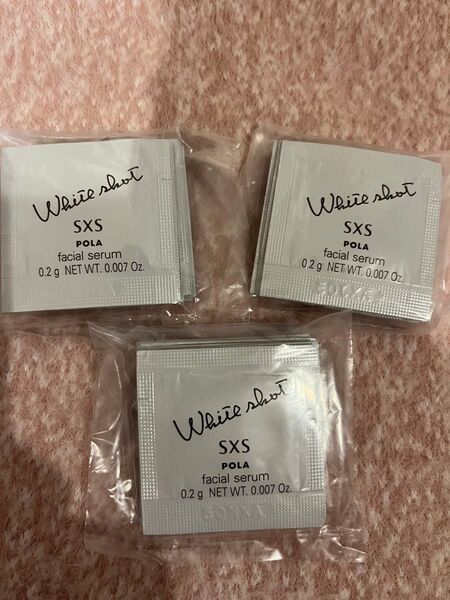 White shot
SXS
POLA
facial serum
0.2 g NET WT. 0.007 Oz.
White shot
SXS
POLA
facial serum
0.2 g NET WT. 0.007 Oz.
White shot
SXS
POLA
facial serum
0.2 g NET WT. 0.007 Oz.